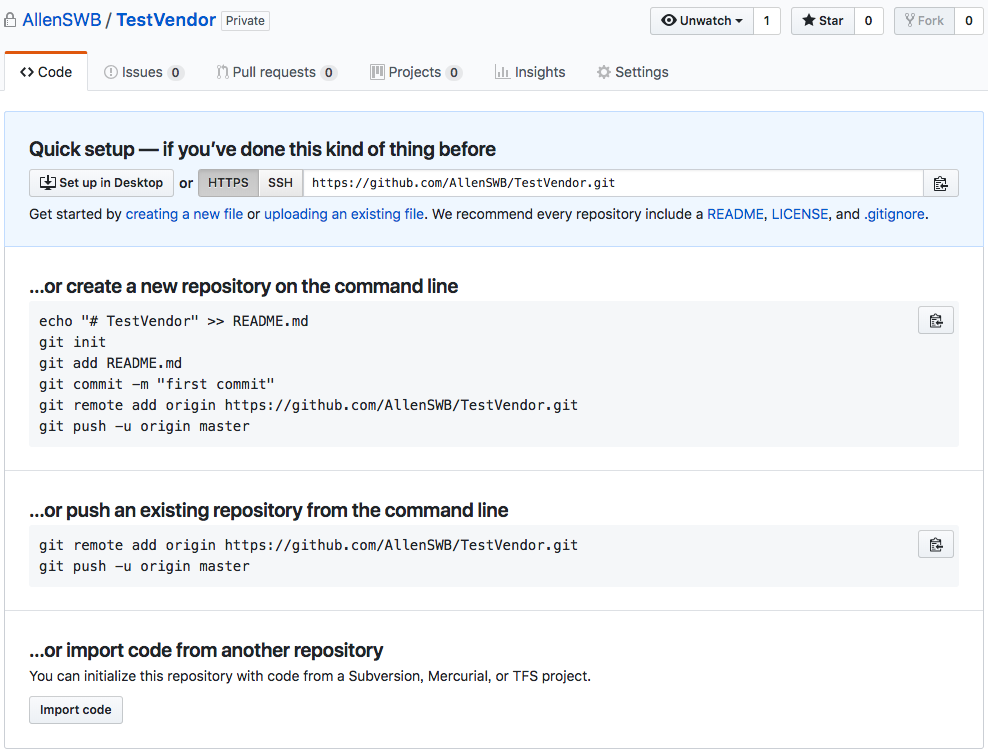 AllenSWB / TestVendor Private Unwatch 1 Star 0 Fork 0
Code Issues 0 Pull requests 0 Projects 0 Insights Settings
Quick setup — if you’ve done this kind of thing before
Set up in Desktop or HTTPS SSH https://github.com/AllenSWB/TestVendor.git
Get started by creating a new file or uploading an existing file. We recommend every repository include a README, LICENSE, and .gitignore.
…or create a new repository on the command line
echo "# TestVendor" >> README.md
git init
git add README.md
git commit -m "first commit"
git remote add origin https://github.com/AllenSWB/TestVendor.git
git push -u origin master
…or push an existing repository from the command line
git remote add origin https://github.com/AllenSWB/TestVendor.git
git push -u origin master
…or import code from another repository
You can initialize this repository with code from a Subversion, Mercurial, or TFS project.
Import code